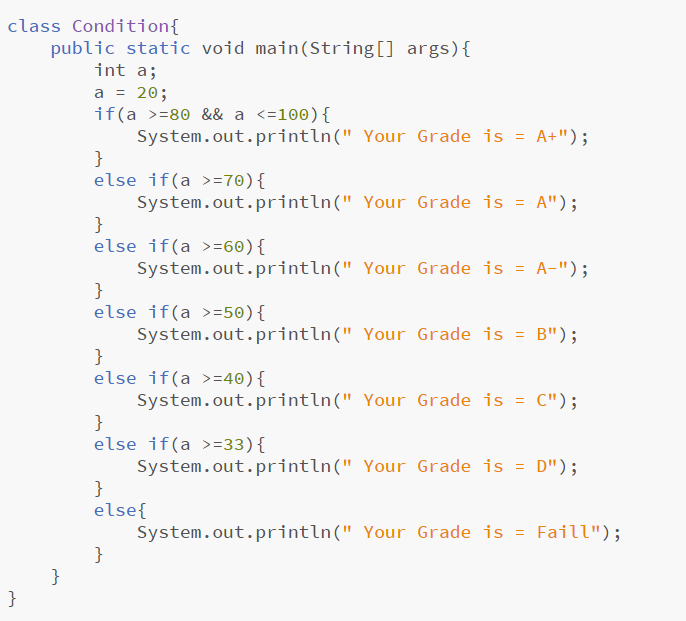 class Condition{
    public static void main(String[] args){
        int a;
        a = 20;
        if(a >=80 && a <=100){
            System.out.println(" Your Grade is = A+");
        }
        else if(a >=70){
            System.out.println(" Your Grade is = A");
        }
        else if(a >=60){
            System.out.println(" Your Grade is = A-");
        }
        else if(a >=50){
            System.out.println(" Your Grade is = B");
        }
        else if(a >=40){
            System.out.println(" Your Grade is = C");
        }
        else if(a >=33){
            System.out.println(" Your Grade is = D");
        }
        else{
            System.out.println(" Your Grade is = Faill");
        }
    }
}